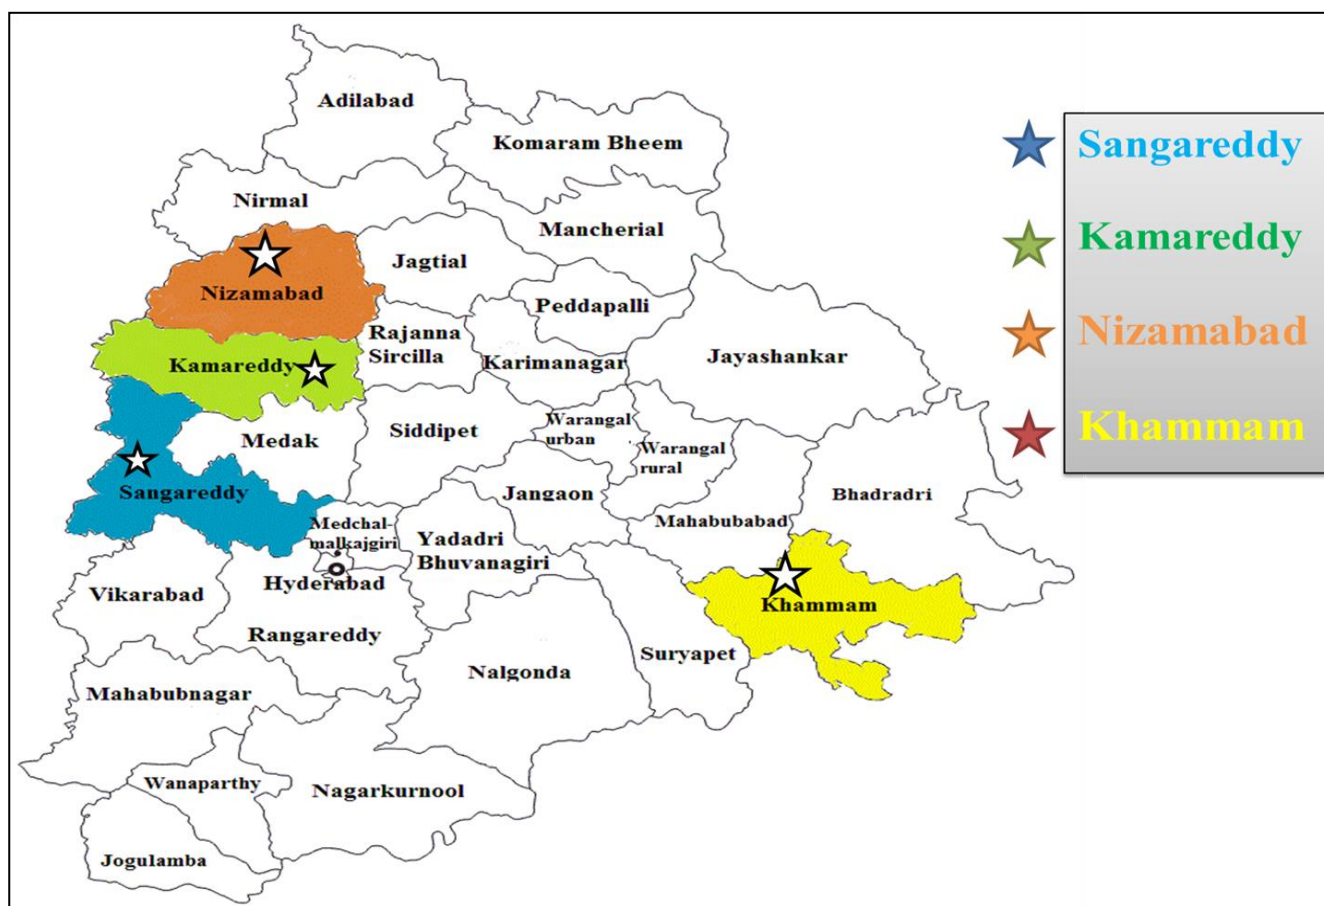 Adilabad
Komaram Bheem
Nirmal
Mancherial
Jagtial
Nizamabad
Peddapalli
Rajanna
Sircilla
Kamareddy
Karimanagar
Jayashankar
Medak
Siddipet
Warangal
urban
Warangal
rural
Sangareddy
Jangaon
Bhadradri
Mahabubabad
Medchal-
malkajgiri
Yadadri
Bhuvanagiri
Hyderabad
Vikarabad
Khammam
Rangareddy
Suryapet
Nalgonda
Mahabubnagar
Wanaparthy
Nagarkurnool
Jogulamba
Sangareddy
Kamareddy
Nizamabad
Khammam